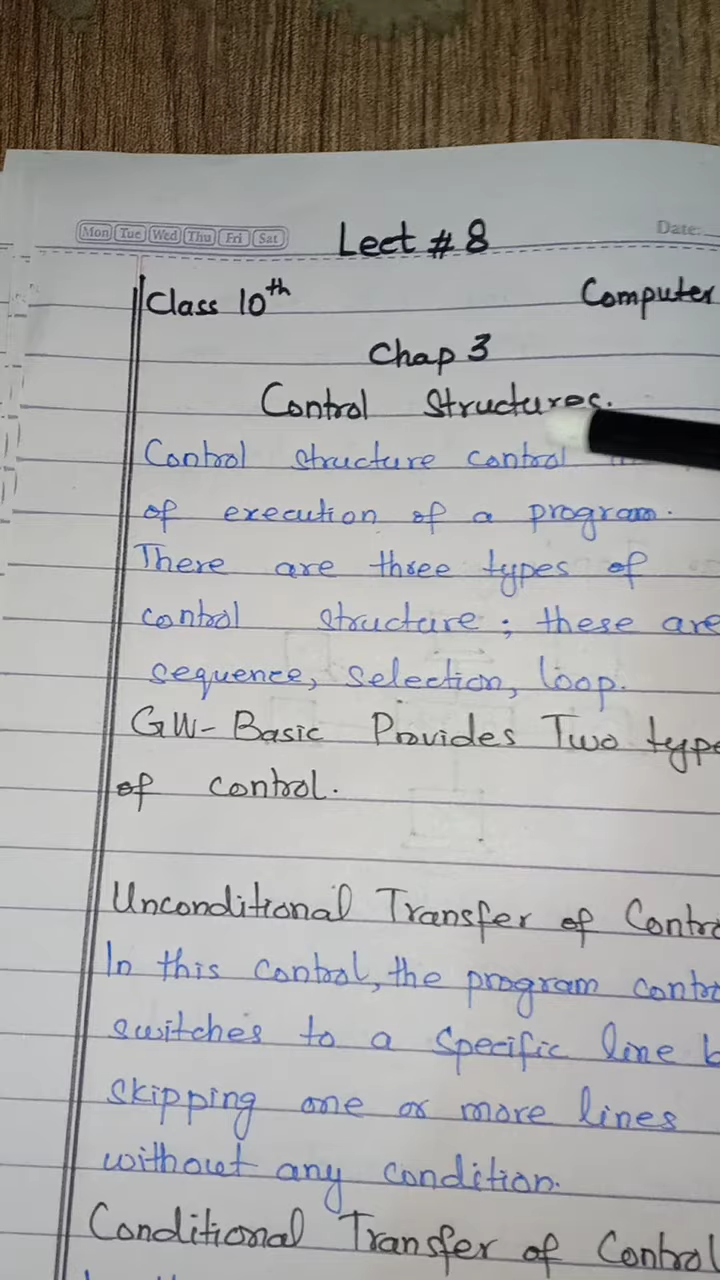 Mon Tue Wed Thu Fri Sat
Lect # 8
Date:
Class 10th Computer
Chap 3
Control Structures.
Control structure control
of execution of a program.
There are three types of
control structure; these are
sequence, selection, loop.
GW-Basic Provides Two type
of control.
Unconditional Transfer of Contro
In this control, the program contro
switches to a specific line b
skipping one or more lines
without any condition.
Conditional Transfer of Control